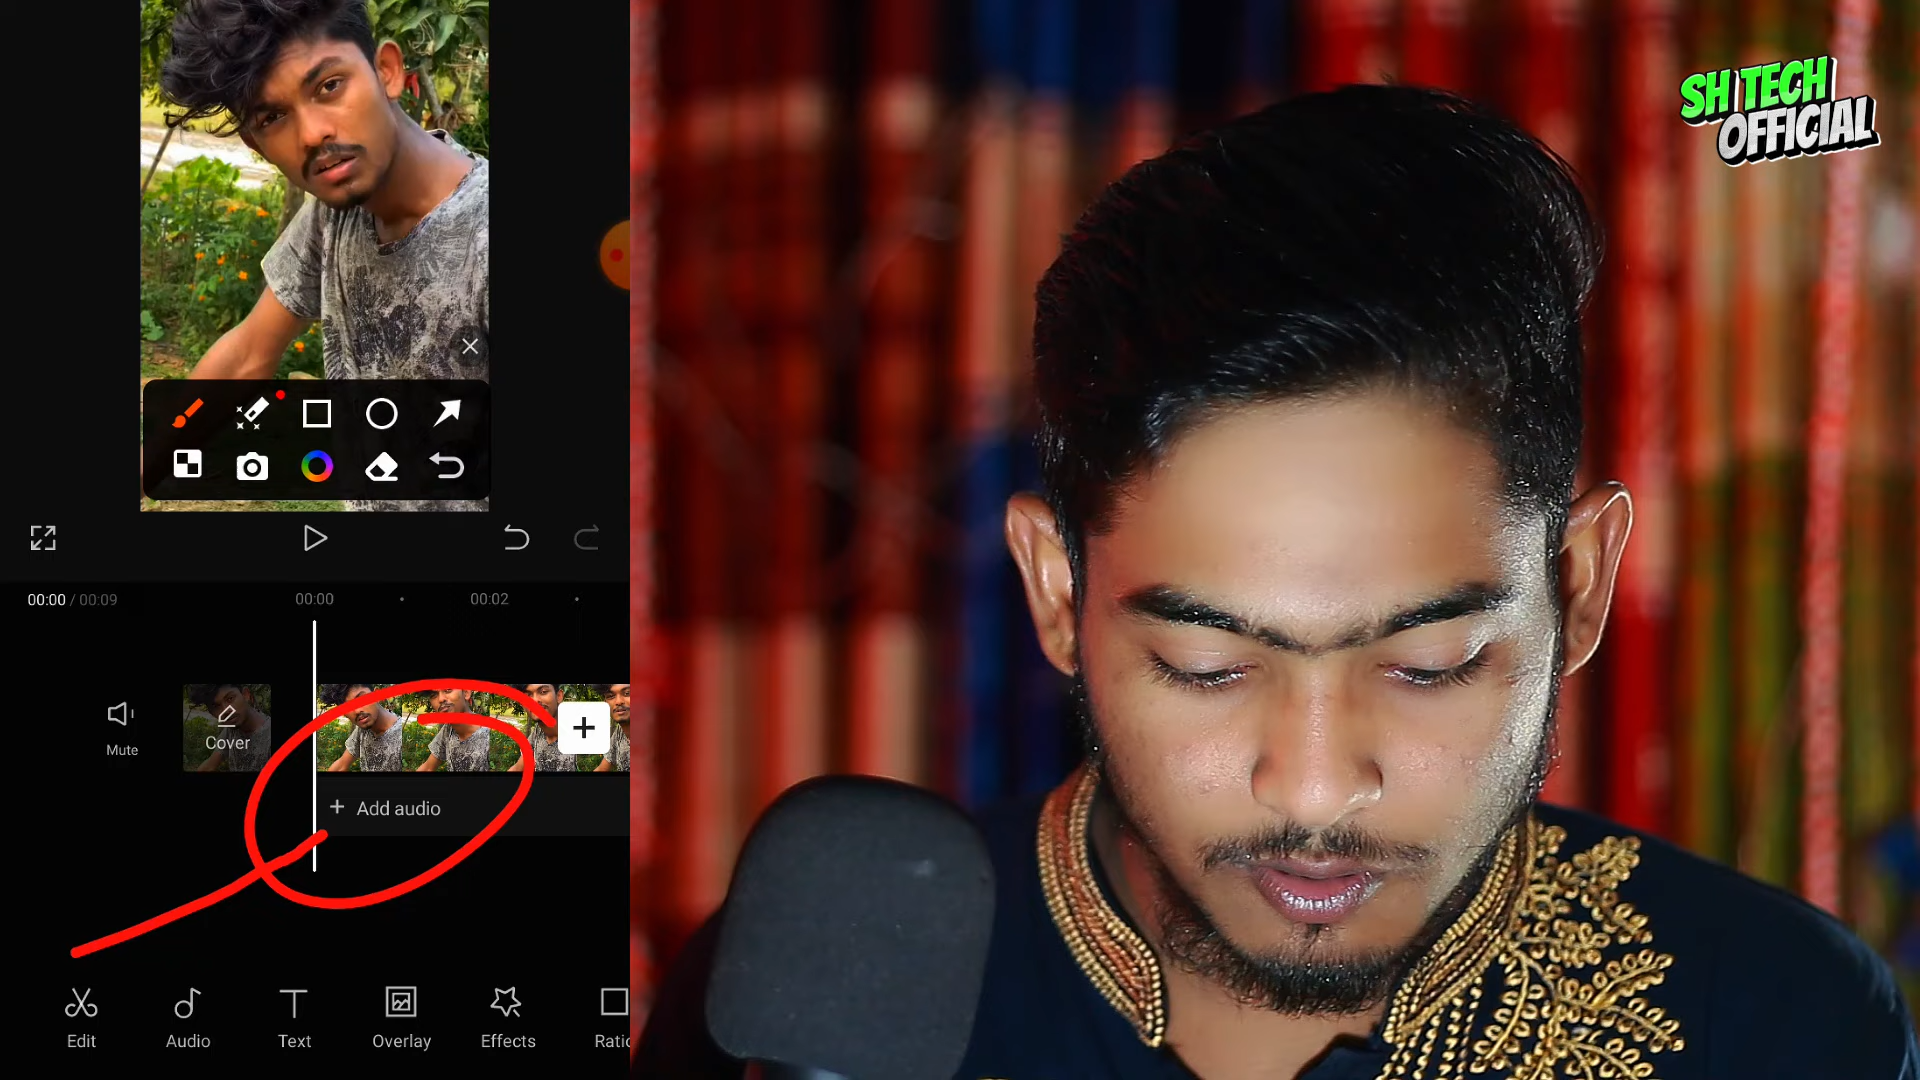 SH TECH
OFFICIAL
00:00 / 00:09
00:00
00:02
Mute
Cover
+ Add audio
Edit
Audio
Text
Overlay
Effects